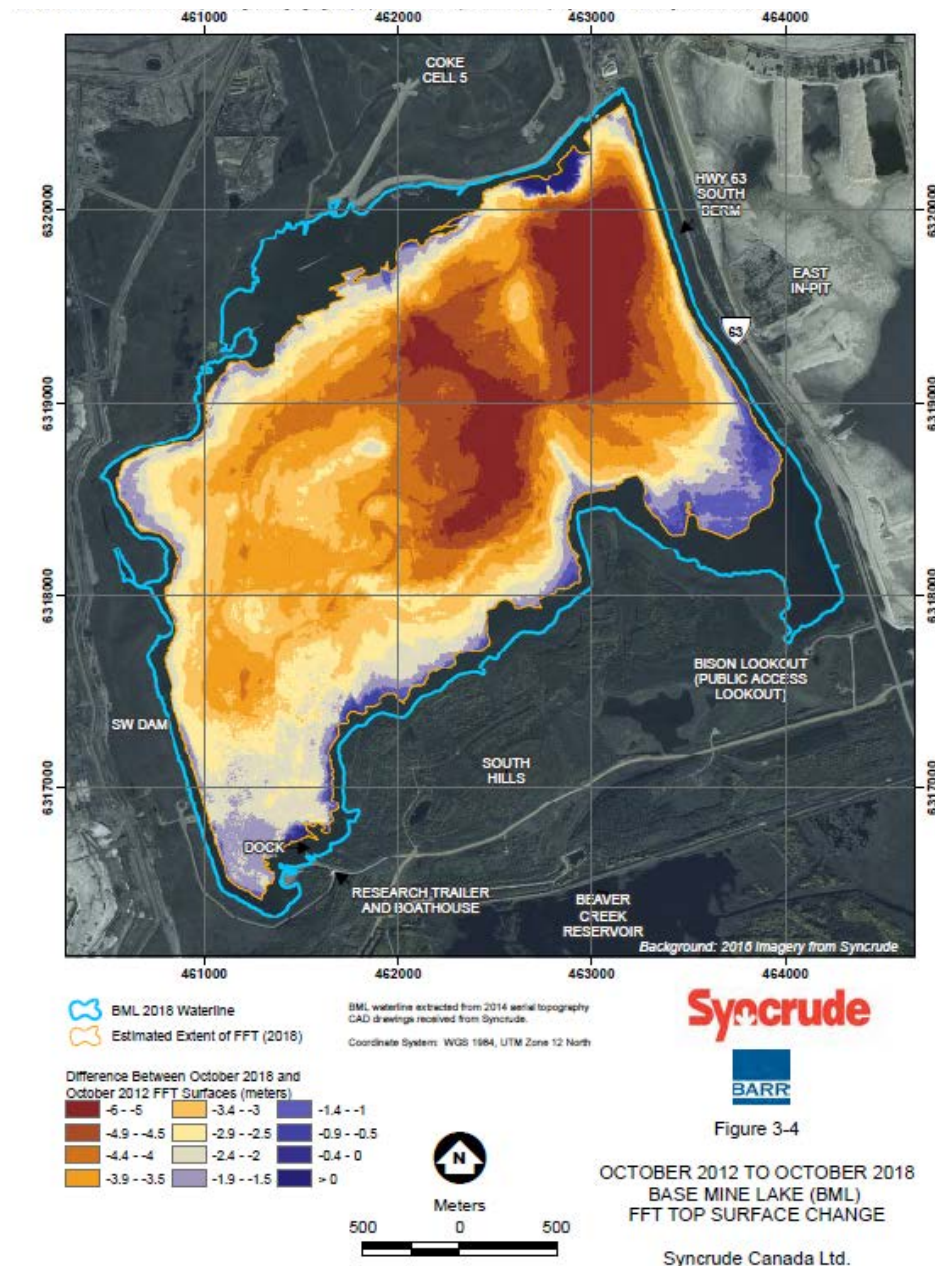 461000 462000 463000 464000
COKE
CELL 5
HWY 63
SOUTH
BERM
6320000 6320000
EAST
IN-PIT
63
6319000 6319000
6318000 6318000
BISON LOOKOUT
(PUBLIC ACCESS
LOOKOUT)
SW DAM
SOUTH
HILLS
6317000 6317000
DOCK
RESEARCH TRAILER
AND BOATHOUSE
BEAVER
CREEK
RESERVOIR
Background: 2016 Imagery from Syncrude
461000 462000 463000 464000
BML 2018 Waterline
Estimated Extent of FFT (2018)
BML waterline extracted from 2014 aerial topography
CAD drawings received from Syncrude.
Coordinate System: WGS 1984, UTM Zone 12 North
Syncrude
BARR
Difference Between October 2018 and
October 2012 FFT Surfaces (meters)
-6 - -5 -3.4 - -3 -1.4 - -1
-4.9 - -4.5 -2.9 - -2.5 -0.9 - -0.5
-4.4 - -4 -2.4 - -2 -0.4 - 0
-3.9 - -3.5 -1.9 - -1.5 > 0
N
Meters
500 0 500
Figure 3-4
OCTOBER 2012 TO OCTOBER 2018
BASE MINE LAKE (BML)
FFT TOP SURFACE CHANGE
Syncrude Canada Ltd.